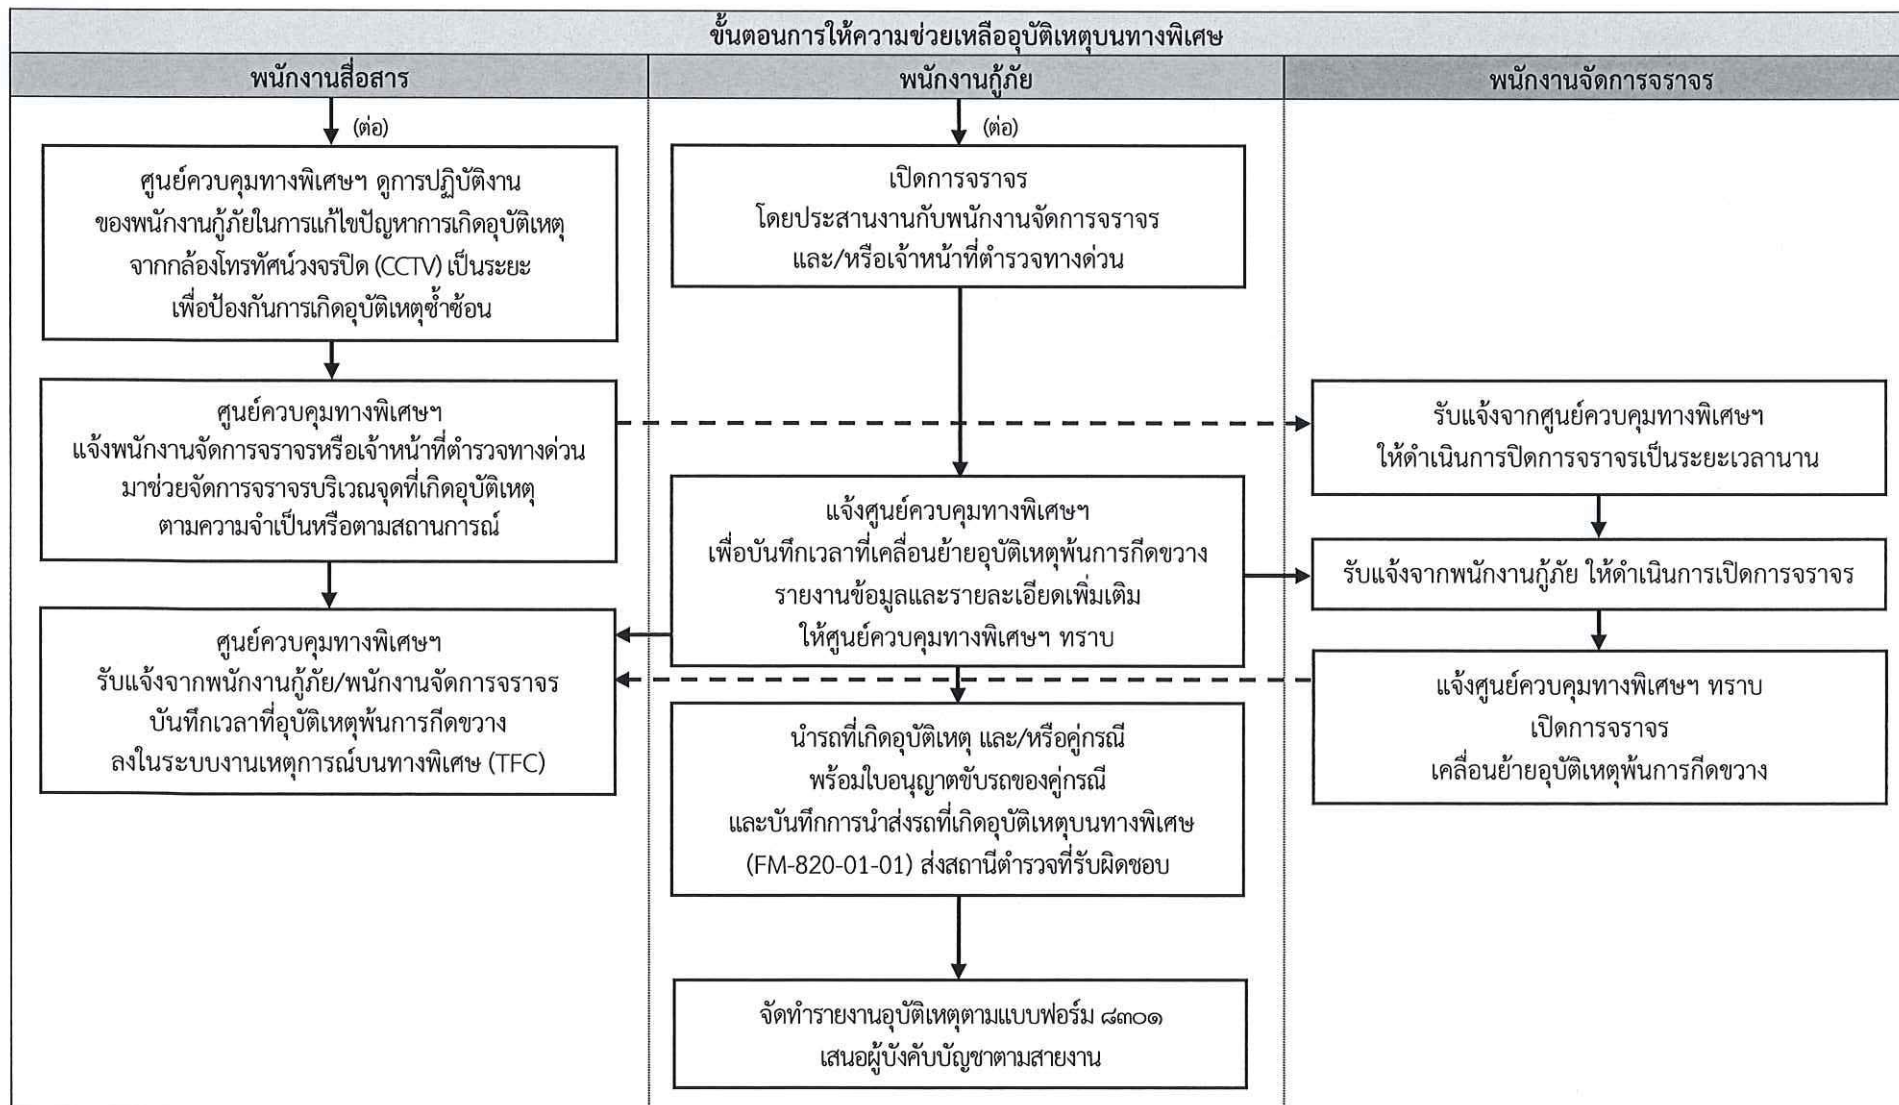 ขั้นตอนการให้ความช่วยเหลืออุบัติเหตุบนทางพิเศษ
พนักงานสื่อสาร
พนักงานกู้ภัย
พนักงานจัดการจราจร
(ต่อ)
ศูนย์ควบคุมทางพิเศษฯ ดูการปฏิบัติงาน
ของพนักงานกู้ภัยในการแก้ไขปัญหาการเกิดอุบัติเหตุ
จากกล้องโทรทัศน์วงจรปิด (CCTV) เป็นระยะ
เพื่อป้องกันการเกิดอุบัติเหตุซ้ำซ้อน
ศูนย์ควบคุมทางพิเศษฯ
แจ้งพนักงานจัดการจราจรหรือเจ้าหน้าที่ตำรวจทางด่วน
มาช่วยจัดการจราจรบริเวณจุดที่เกิดอุบัติเหตุ
ตามความจำเป็นหรือตามสถานการณ์
ศูนย์ควบคุมทางพิเศษฯ
รับแจ้งจากพนักงานกู้ภัย/พนักงานจัดการจราจร
บันทึกเวลาที่อุบัติเหตุพ้นการกีดขวาง
ลงในระบบงานเหตุการณ์บนทางพิเศษ (TFC)
(ต่อ)
เปิดการจราจร
โดยประสานงานกับพนักงานจัดการจราจร
และ/หรือเจ้าหน้าที่ตำรวจทางด่วน
แจ้งศูนย์ควบคุมทางพิเศษฯ
เพื่อบันทึกเวลาที่เคลื่อนย้ายอุบัติเหตุพ้นการกีดขวาง
รายงานข้อมูลและรายละเอียดเพิ่มเติม
ให้ศูนย์ควบคุมทางพิเศษฯ ทราบ
นำรถที่เกิดอุบัติเหตุ และ/หรือคู่กรณี
พร้อมใบอนุญาตขับรถของคู่กรณี
และบันทึกการนำส่งรถที่เกิดอุบัติเหตุบนทางพิเศษ
(FM-820-01-01) ส่งสถานีตำรวจที่รับผิดชอบ
จัดทำรายงานอุบัติเหตุตามแบบฟอร์ม ๘๓๐๑
เสนอผู้บังคับบัญชาตามสายงาน
รับแจ้งจากศูนย์ควบคุมทางพิเศษฯ
ให้ดำเนินการปิดการจราจรเป็นระยะเวลานาน
รับแจ้งจากพนักงานกู้ภัย ให้ดำเนินการเปิดการจราจร
แจ้งศูนย์ควบคุมทางพิเศษฯ ทราบ
เปิดการจราจร
เคลื่อนย้ายอุบัติเหตุพ้นการกีดขวาง